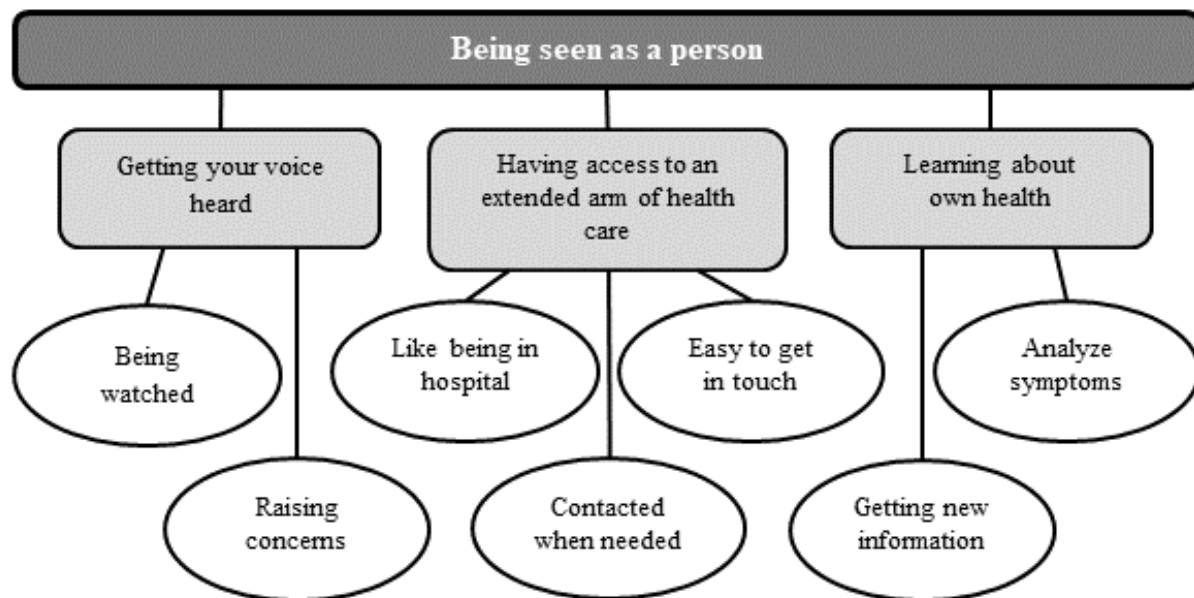 Being seen as a person
Getting your voice
heard
Having access to an
extended arm of health
care
Learning about
own health
Being
watched
Like being in
hospital
Easy to get
in touch
Analyze
symptoms
Raising
concerns
Contacted
when needed
Getting new
information